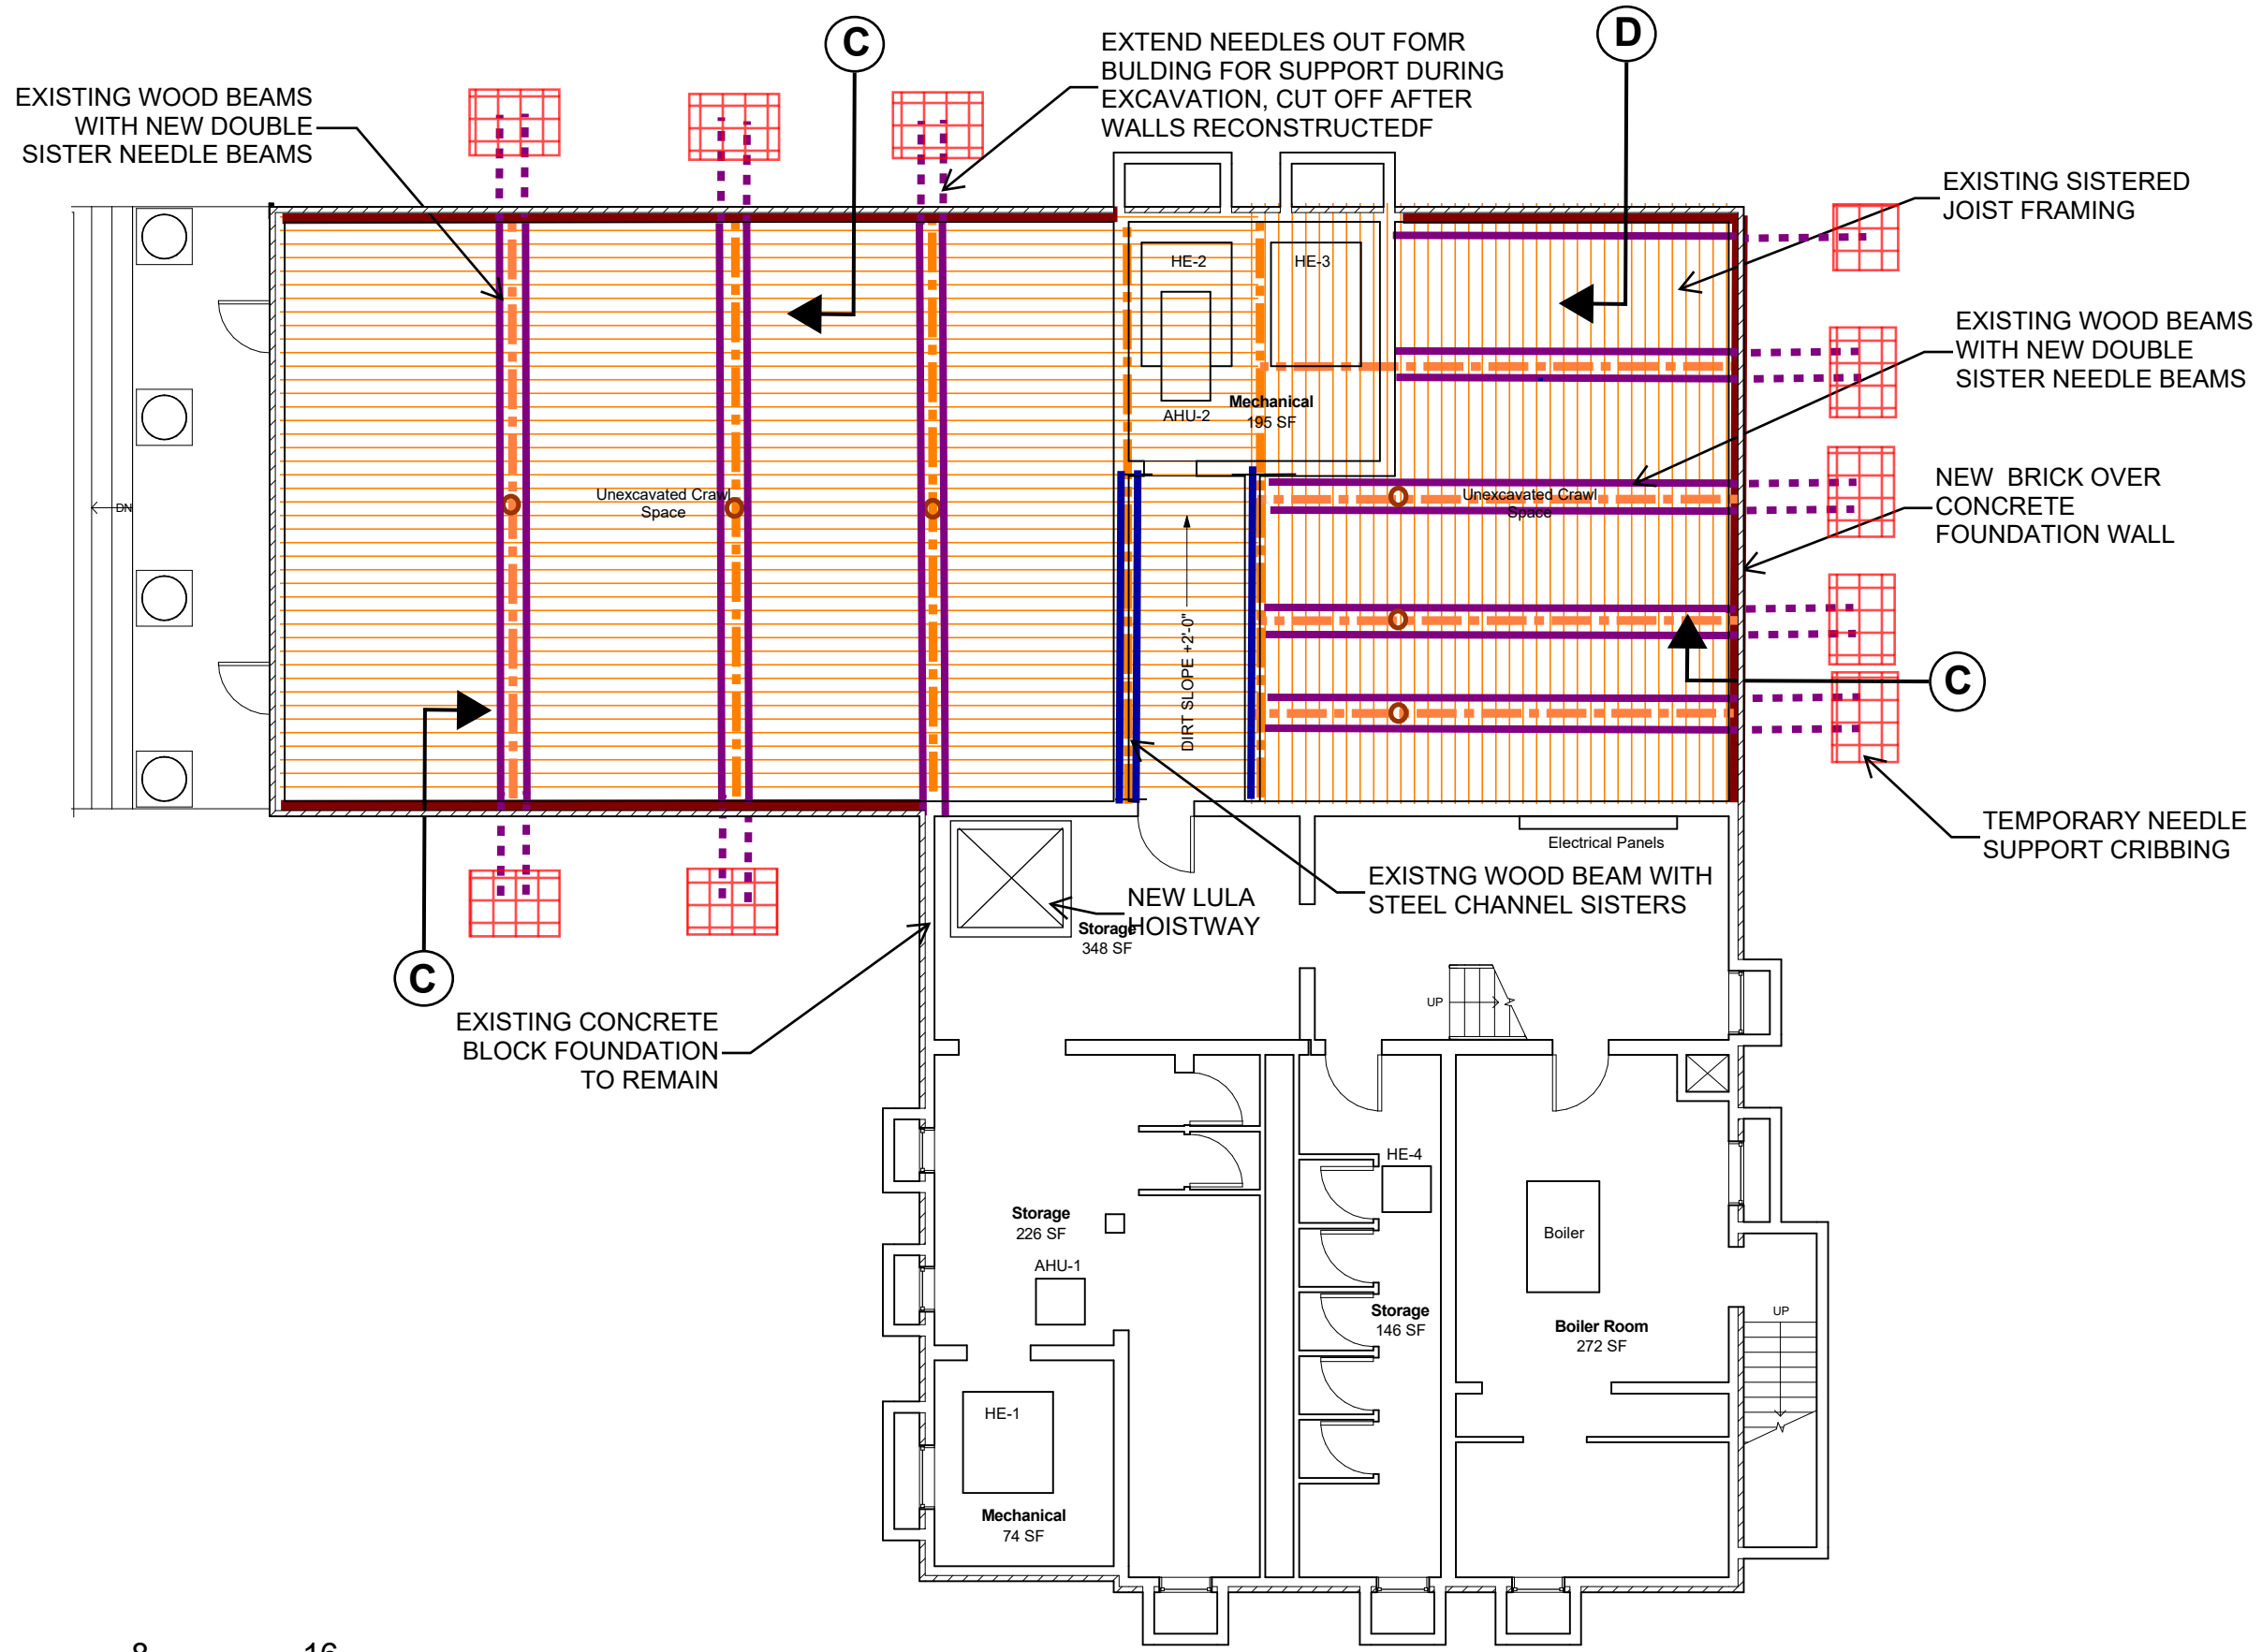 C
D
EXTEND NEEDLES OUT FOMR
BULDING FOR SUPPORT DURING
EXCAVATION, CUT OFF AFTER
WALLS RECONSTRUCTEDF
EXISTING WOOD BEAMS
WITH NEW DOUBLE
SISTER NEEDLE BEAMS
EXISTING SISTERED
JOIST FRAMING
HE-2
HE-3
EXISTING WOOD BEAMS
WITH NEW DOUBLE
SISTER NEEDLE BEAMS
AHU-2
Mechanical
195 SF
NEW BRICK OVER
CONCRETE
FOUNDATION WALL
DN
Unexcavated Crawl
Space
Unexcavated Crawl
Space
DIRT SLOPE +2'-0"
C
TEMPORARY NEEDLE
SUPPORT CRIBBING
Electrical Panels
EXISTNG WOOD BEAM WITH
STEEL CHANNEL SISTERS
NEW LULA
HOISTWAY
Storage
348 SF
C
EXISTING CONCRETE
BLOCK FOUNDATION
TO REMAIN
UP
HE-4
Storage
226 SF
AHU-1
Boiler
Storage
146 SF
Boiler Room
272 SF
UP
HE-1
Mechanical
74 SF
8
16